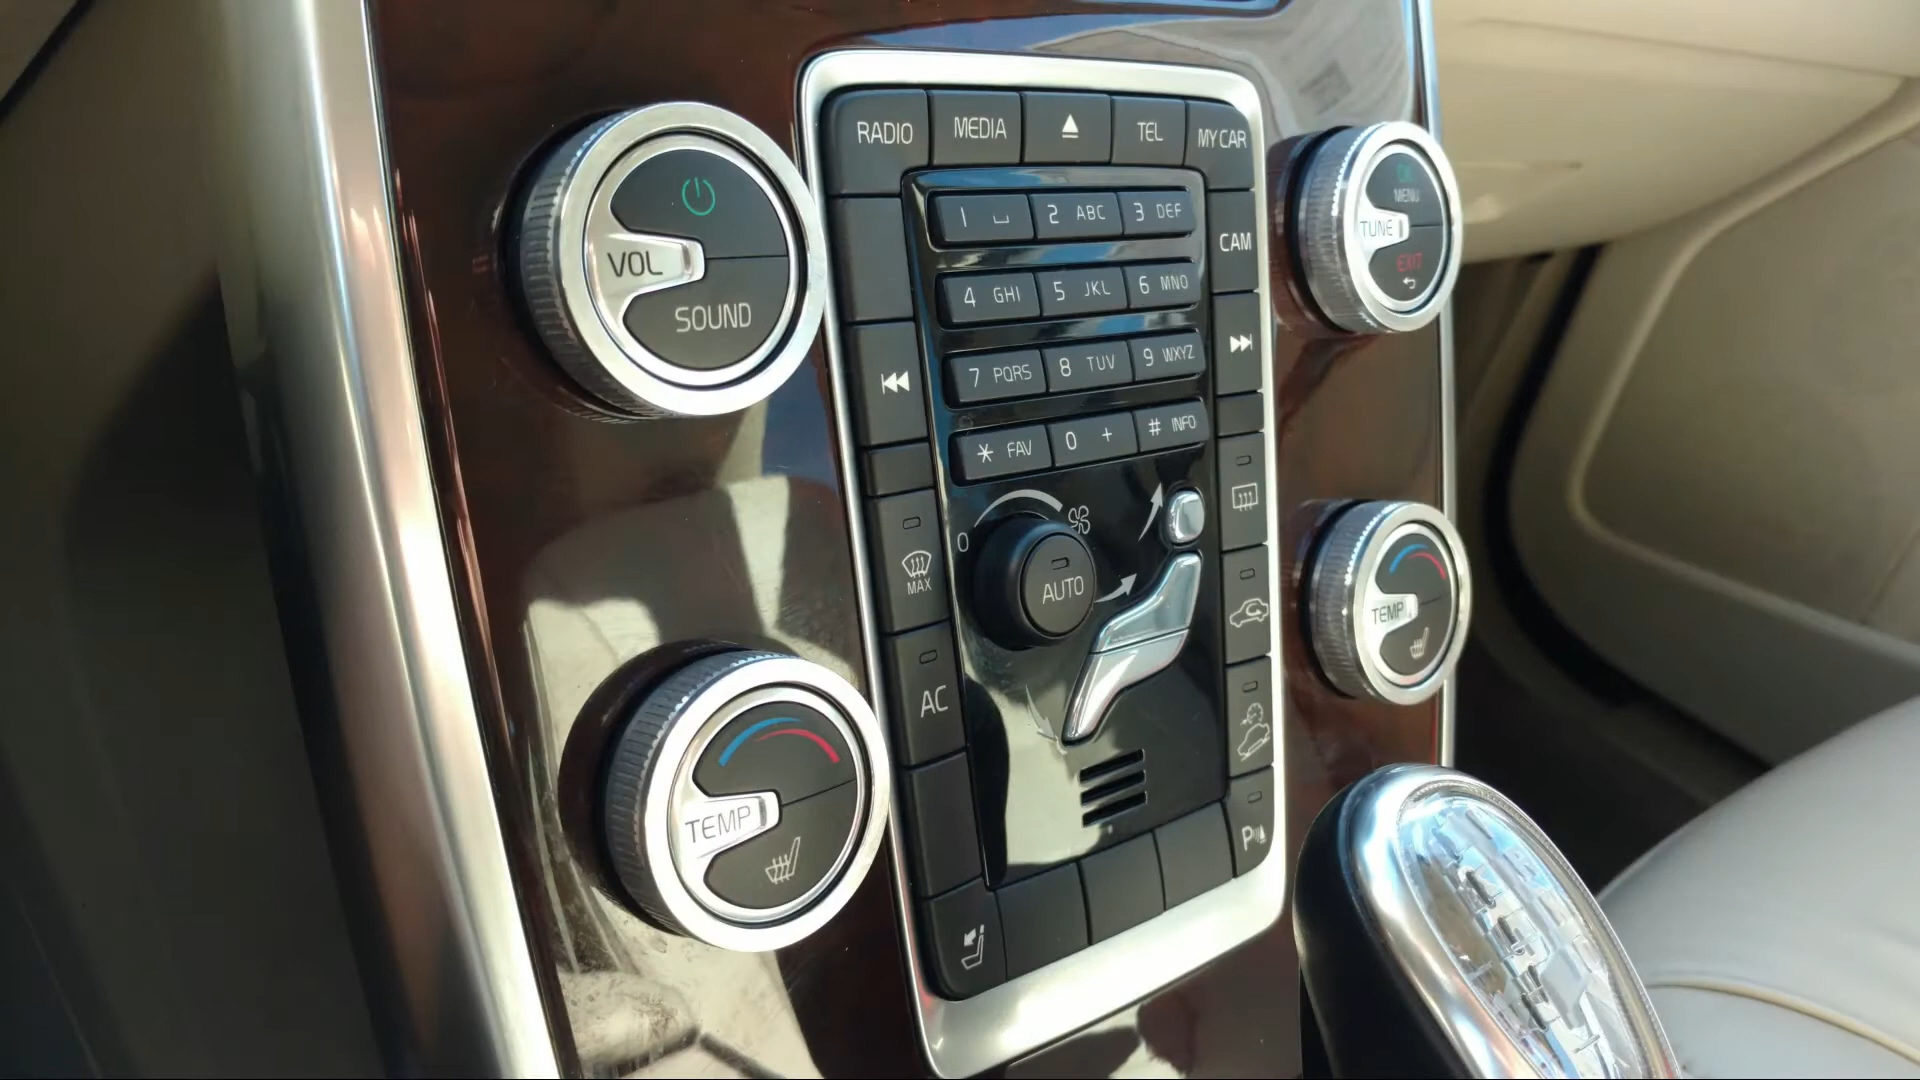 RADIO
MEDIA
TEL
MY CAR
VOL
SOUND
1 ⎵
2 ABC
3 DEF
4 GHI
5 JKL
6 MNO
7 PQRS
8 TUV
9 WXYZ
* FAV
0 +
# INFO
CAM
OK
MENU
TUNE
EXIT
0
AUTO
MAX
AC
TEMP
TEMP
P